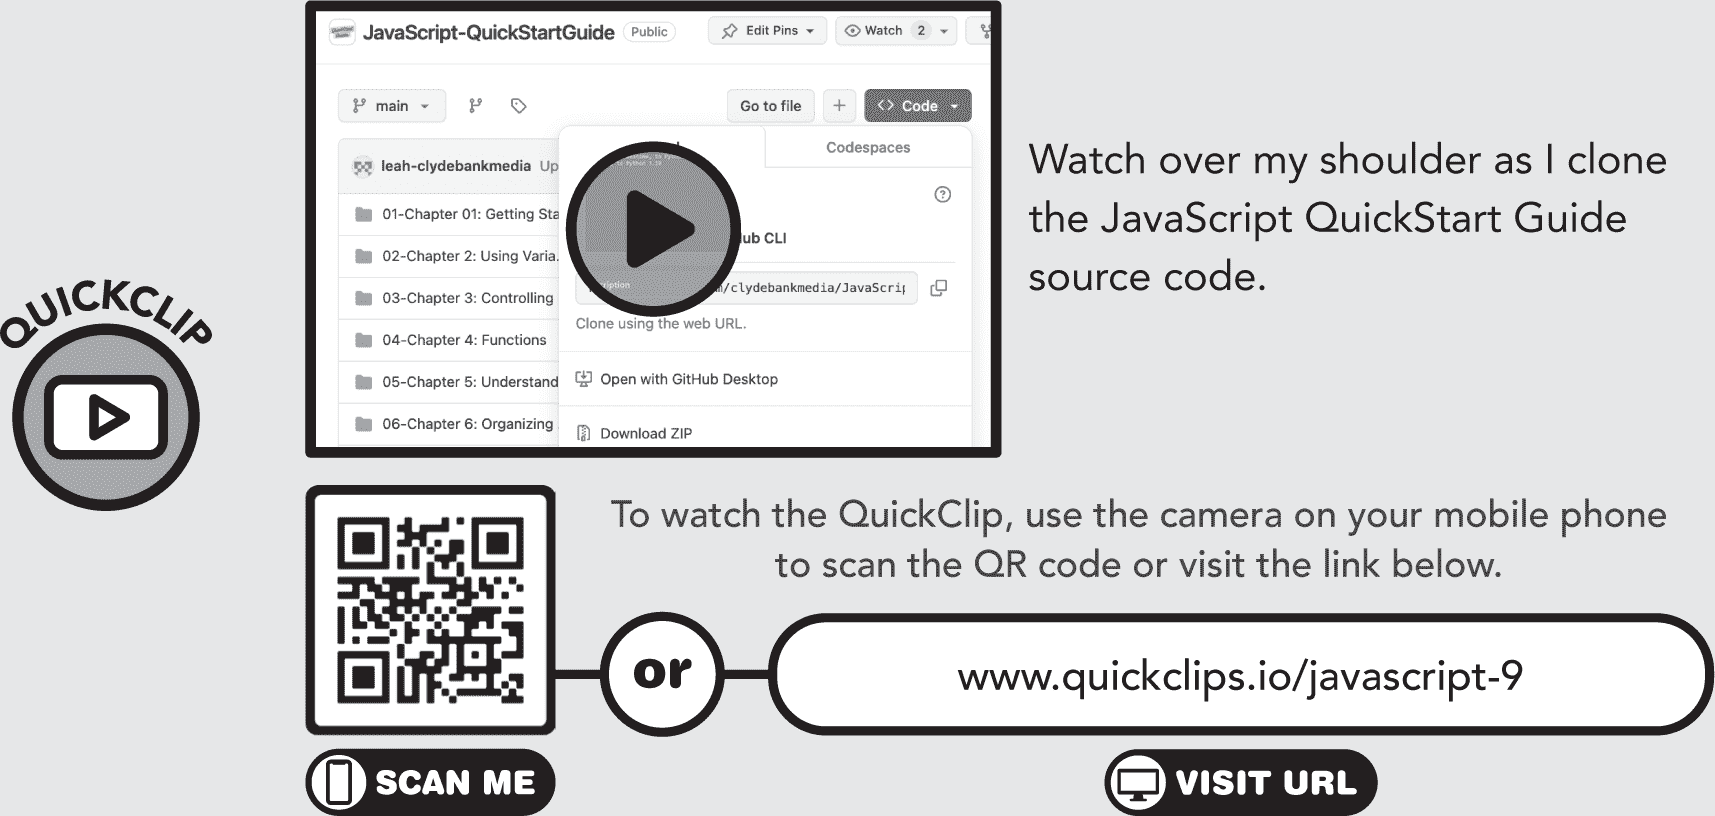 JavaScript-QuickStartGuide Public Edit Pins Watch 2
main Go to file + <> Code
Codespaces
leah-clydebankmedia Up
01-Chapter 01: Getting Sta
02-Chapter 2: Using Varia.
ub CLI
03-Chapter 3: Controlling
/clydebankmedia/JavaScrip
Clone using the web URL.
04-Chapter 4: Functions
05-Chapter 5: Understand
Open with GitHub Desktop
06-Chapter 6: Organizing
Download ZIP
Watch over my shoulder as I clone
the JavaScript QuickStart Guide
source code.
QUICKCLIP
To watch the QuickClip, use the camera on your mobile phone
to scan the QR code or visit the link below.
or
www.quickclips.io/javascript-9
SCAN ME
VISIT URL